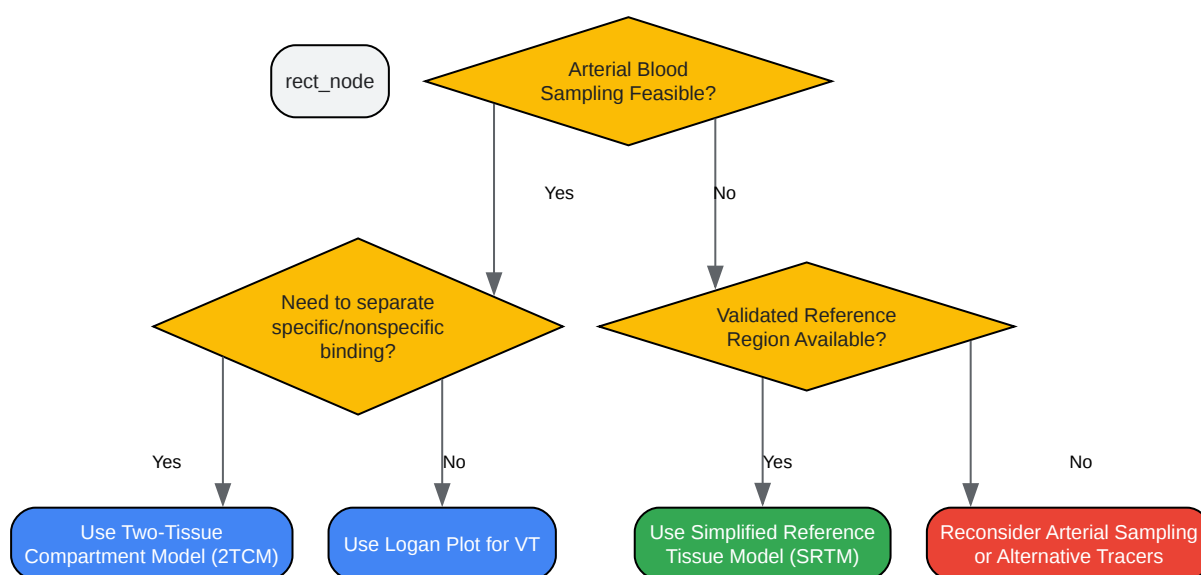 rect_node
Arterial Blood
Sampling Feasible?
Yes
No
Need to separate
specific/nonspecific
binding?
Validated Reference
Region Available?
Yes
No
Yes
No
Use Two-Tissue
Compartment Model (2TCM)
Use Logan Plot for VT
Use Simplified Reference
Tissue Model (SRTM)
Reconsider Arterial Sampling
or Alternative Tracers